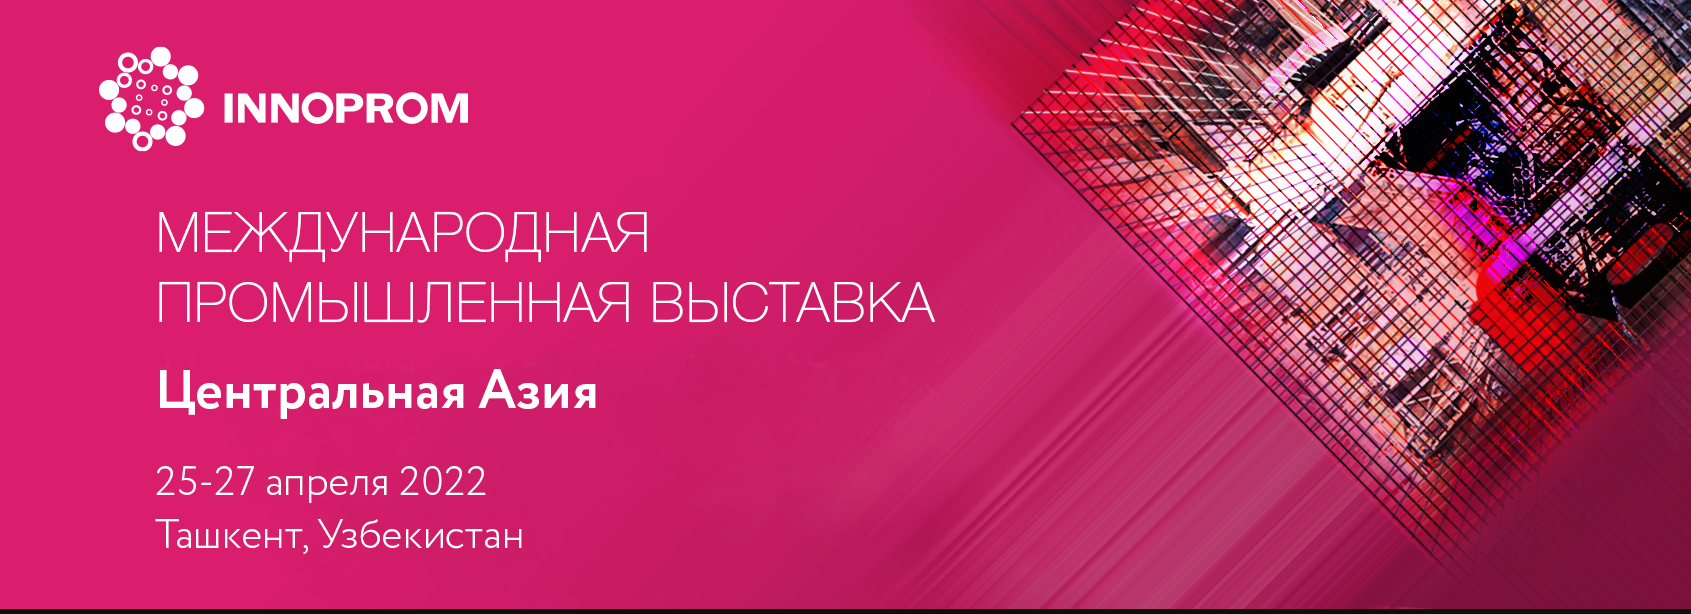 INNOPROM
МЕЖДУНАРОДНАЯ
ПРОМЫШЛЕННАЯ ВЫСТАВКА
Центральная Азия
25-27 апреля 2022
Ташкент, Узбекистан